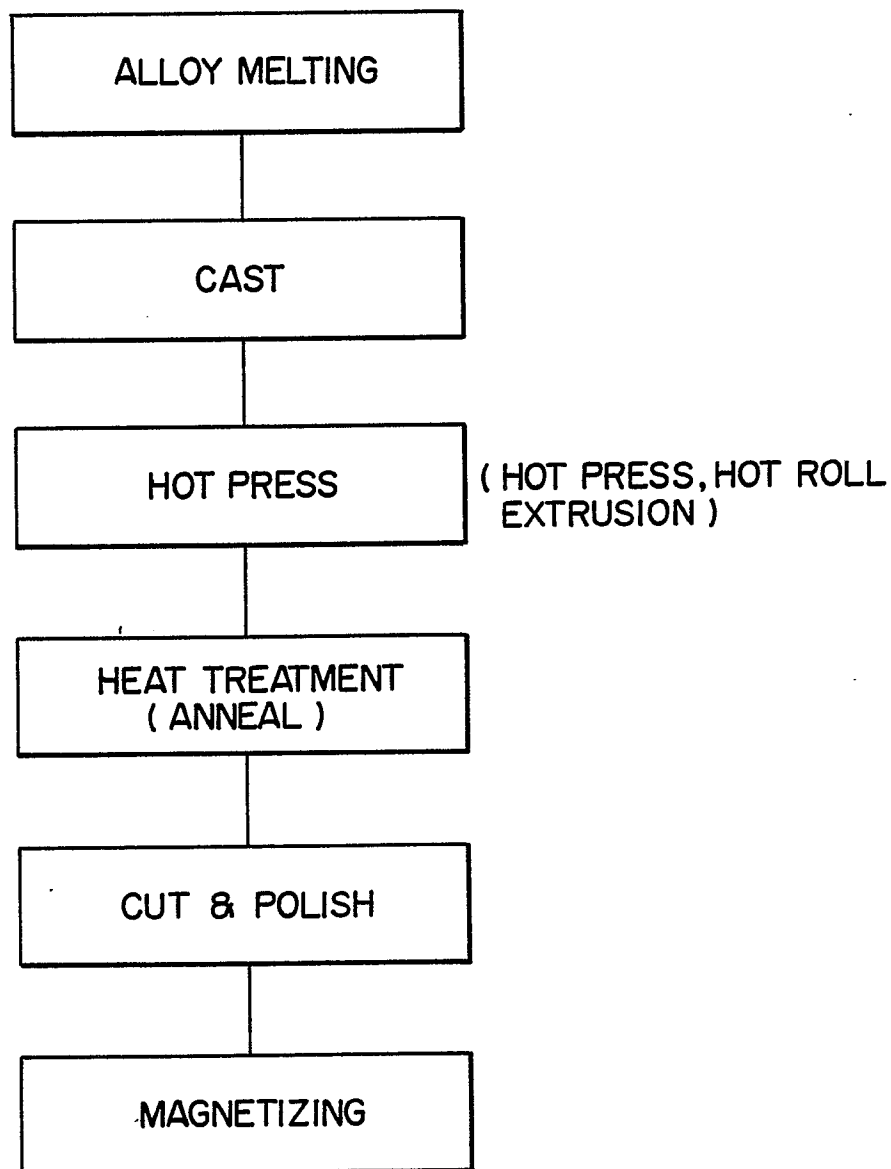 ALLOY MELTING
CAST
HOT PRESS
(HOT PRESS, HOT ROLL
EXTRUSION)
HEAT TREATMENT
(ANNEAL)
CUT & POLISH
MAGNETIZING